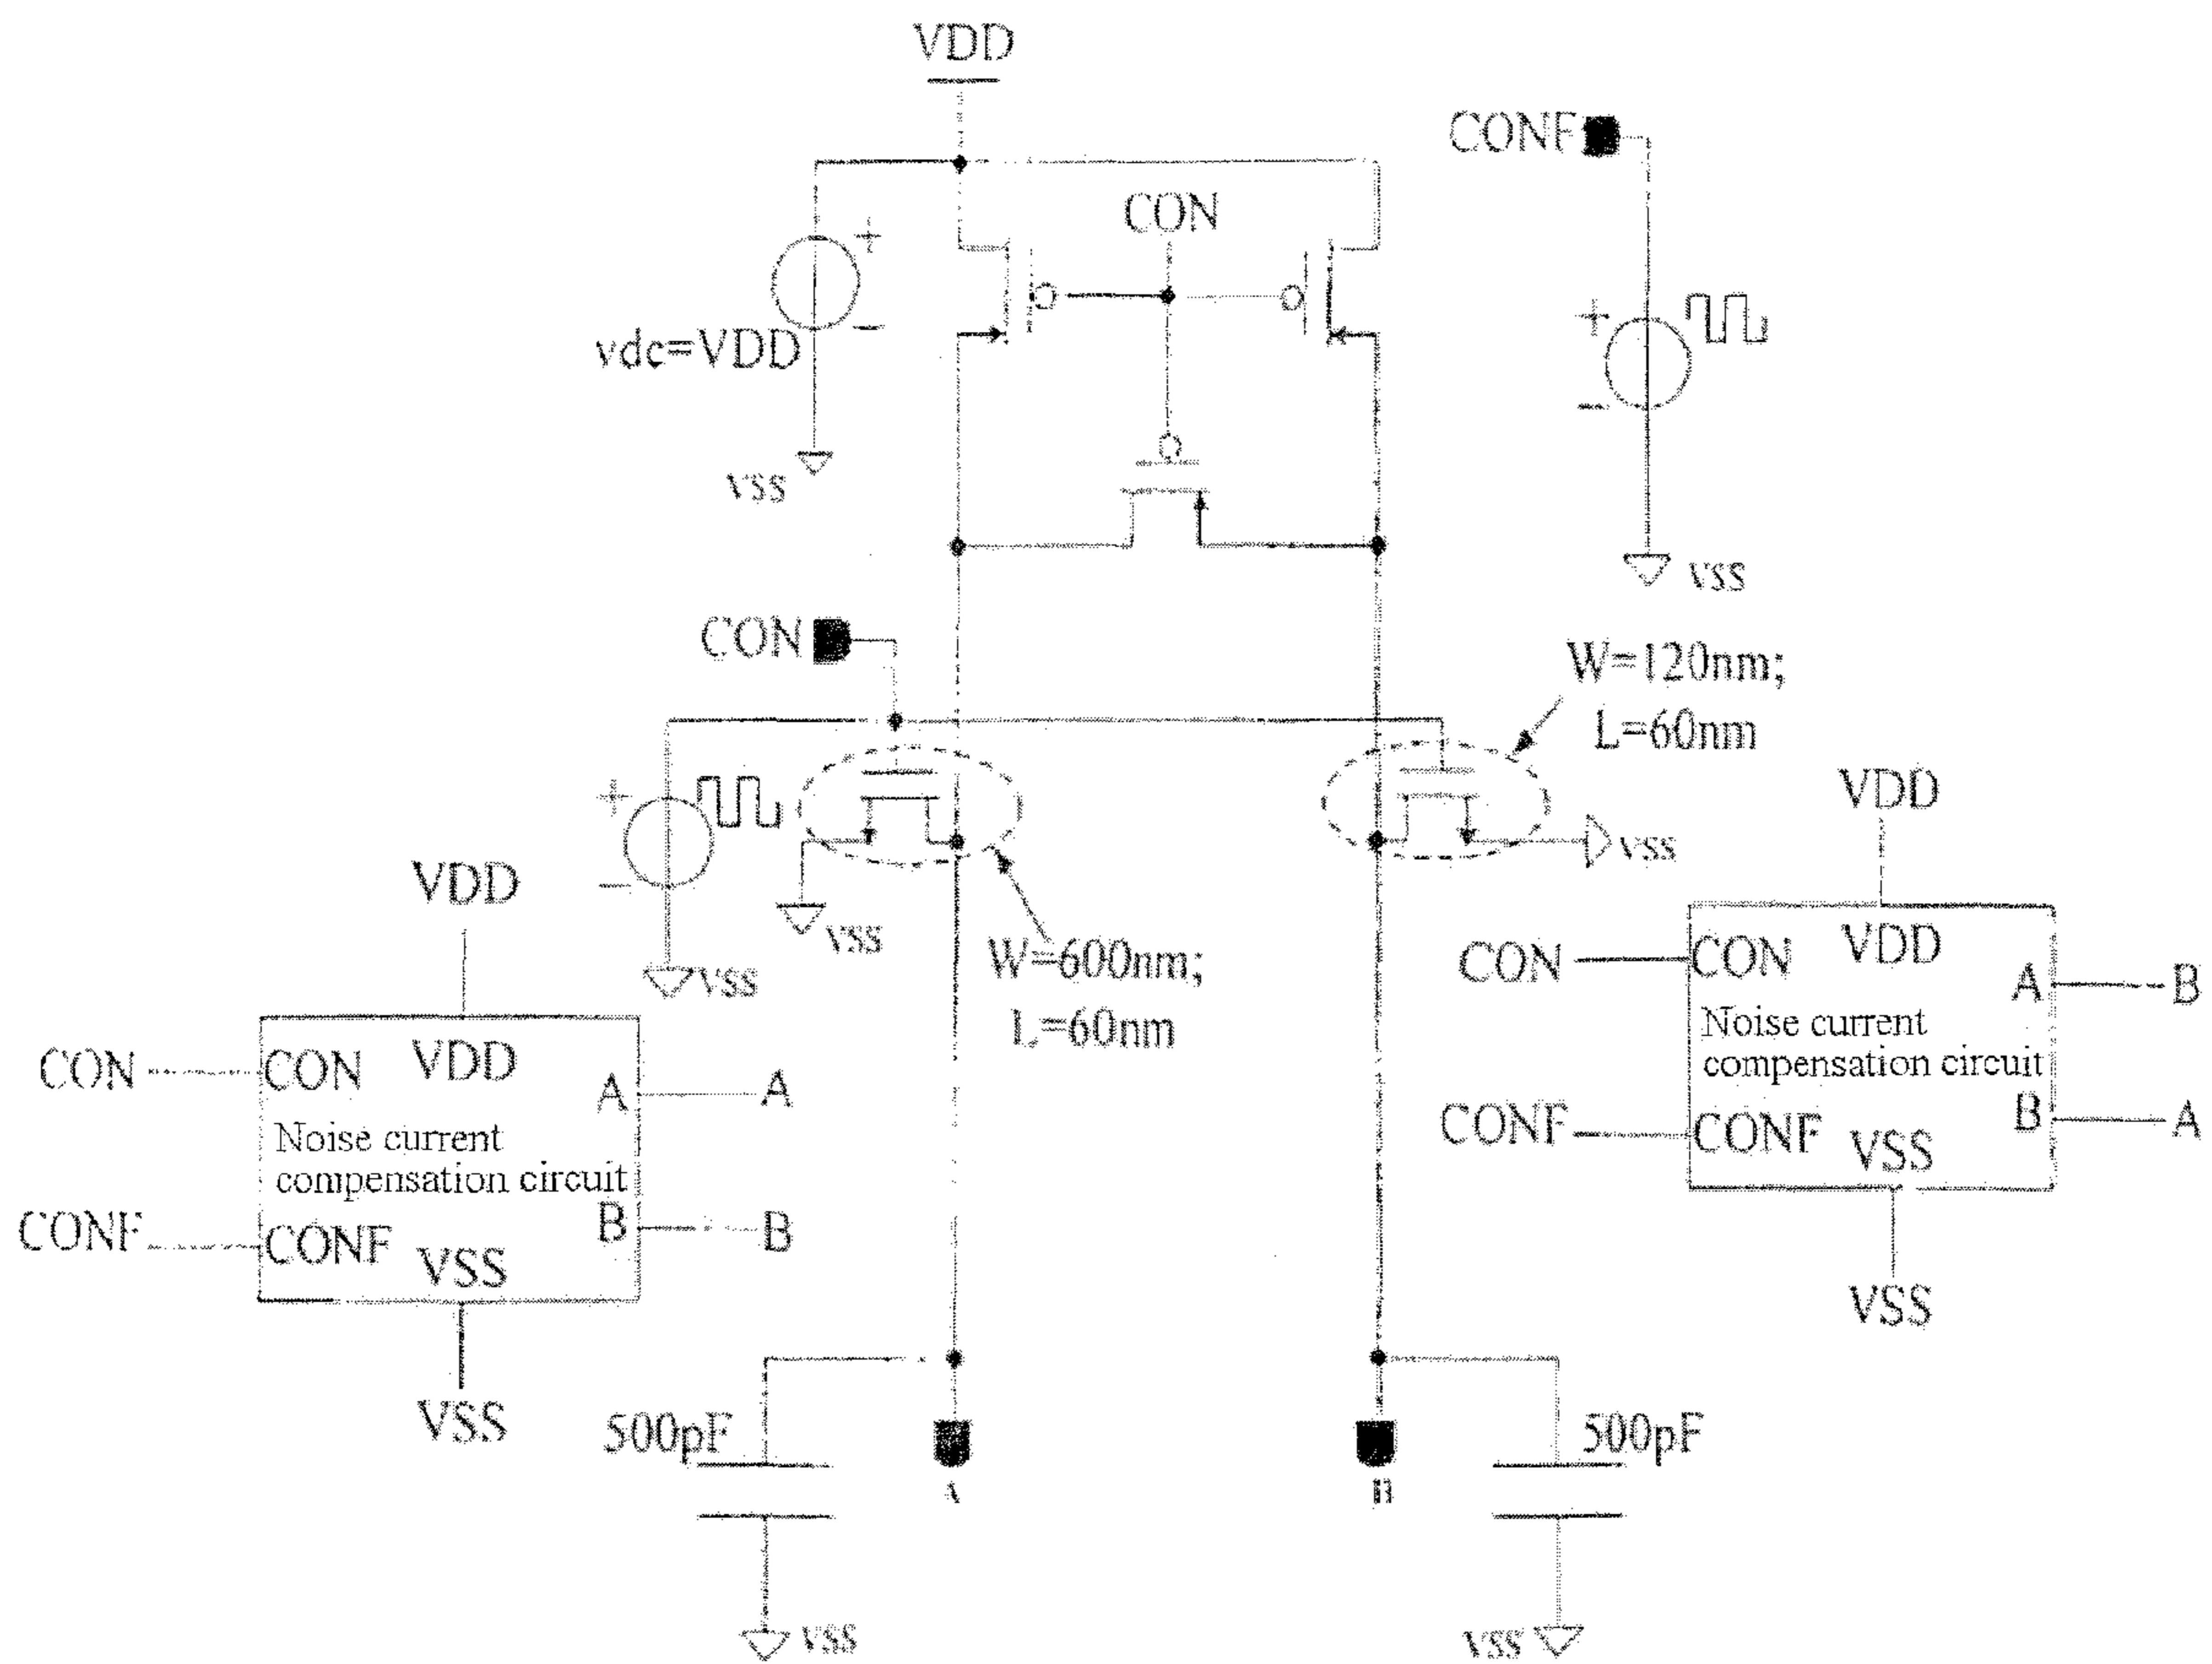 VDD
CONF
CON
vdc=VDD
VSS
VSS
CON
W=120nm;
L=60nm
VDD
VSS
VDD
VSS
VSS
W=600nm;
L=60nm
CON
CON
VDD
A
B
Noise current
compensation circuit
CONF
CONF
VSS
B
A
VSS
CON
CON
VDD
A
A
Noise current
compensation circuit
CONF
CONF
VSS
B
B
VSS
500pF
A
B
500pF
VSS
VSS